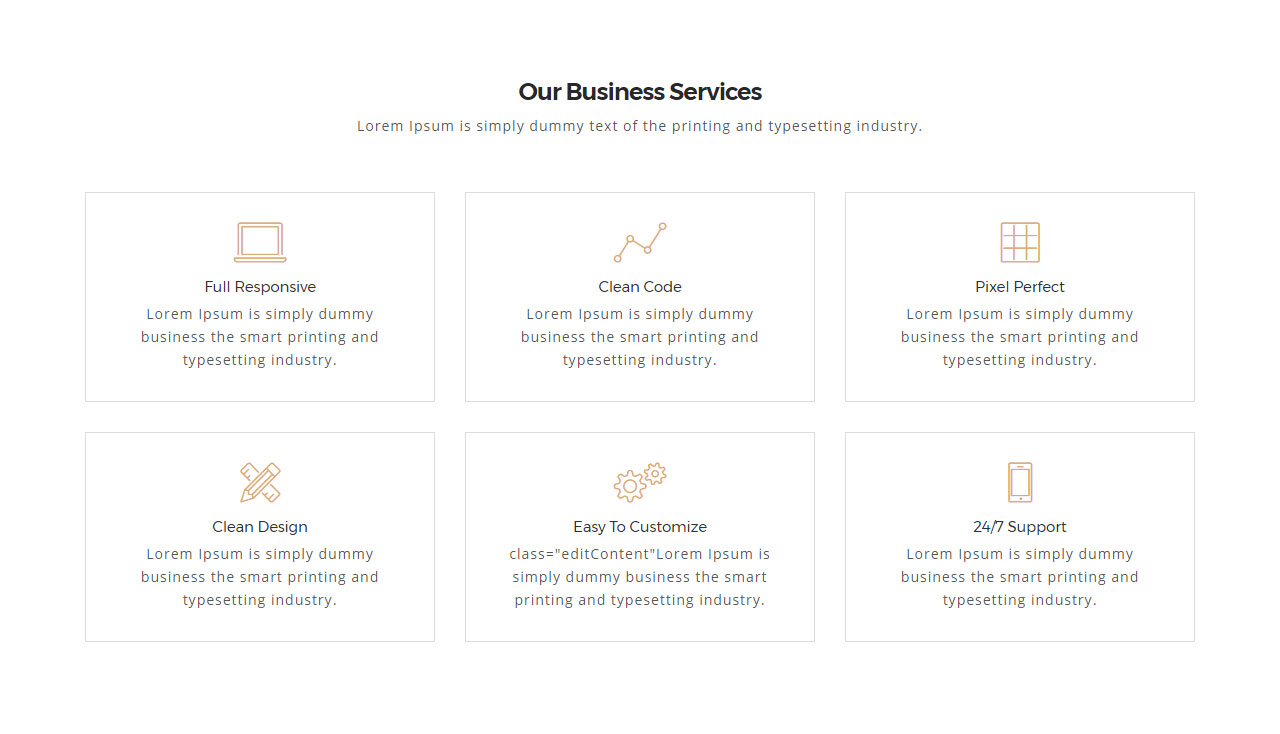 Our Business Services
Lorem Ipsum is simply dummy text of the printing and typesetting industry.
Full Responsive
Lorem Ipsum is simply dummy
business the smart printing and
typesetting industry.
Clean Code
Lorem Ipsum is simply dummy
business the smart printing and
typesetting industry.
Pixel Perfect
Lorem Ipsum is simply dummy
business the smart printing and
typesetting industry.
Clean Design
Lorem Ipsum is simply dummy
business the smart printing and
typesetting industry.
Easy To Customize
class="editContent"Lorem Ipsum is
simply dummy business the smart
printing and typesetting industry.
24/7 Support
Lorem Ipsum is simply dummy
business the smart printing and
typesetting industry.